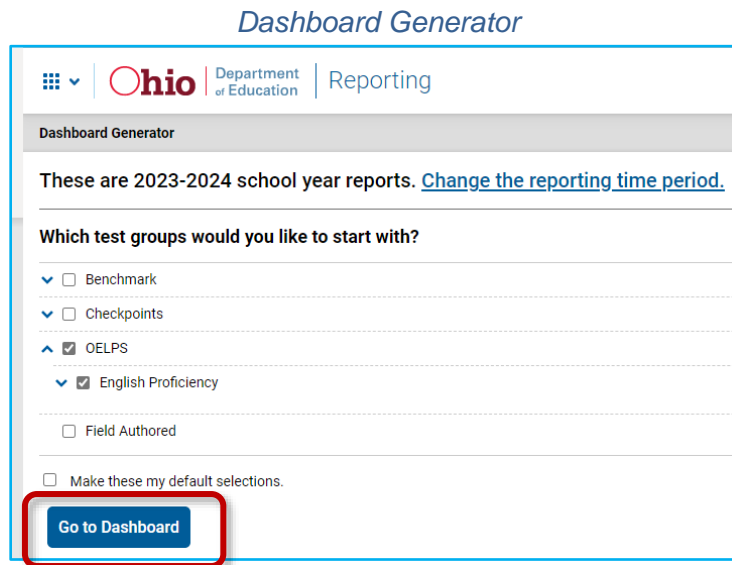 Dashboard Generator
Ohio Department of Education Reporting
Dashboard Generator
These are 2023-2024 school year reports. Change the reporting time period.
Which test groups would you like to start with?
Benchmark
Checkpoints
OELPS
English Proficiency
Field Authored
Make these my default selections.
Go to Dashboard